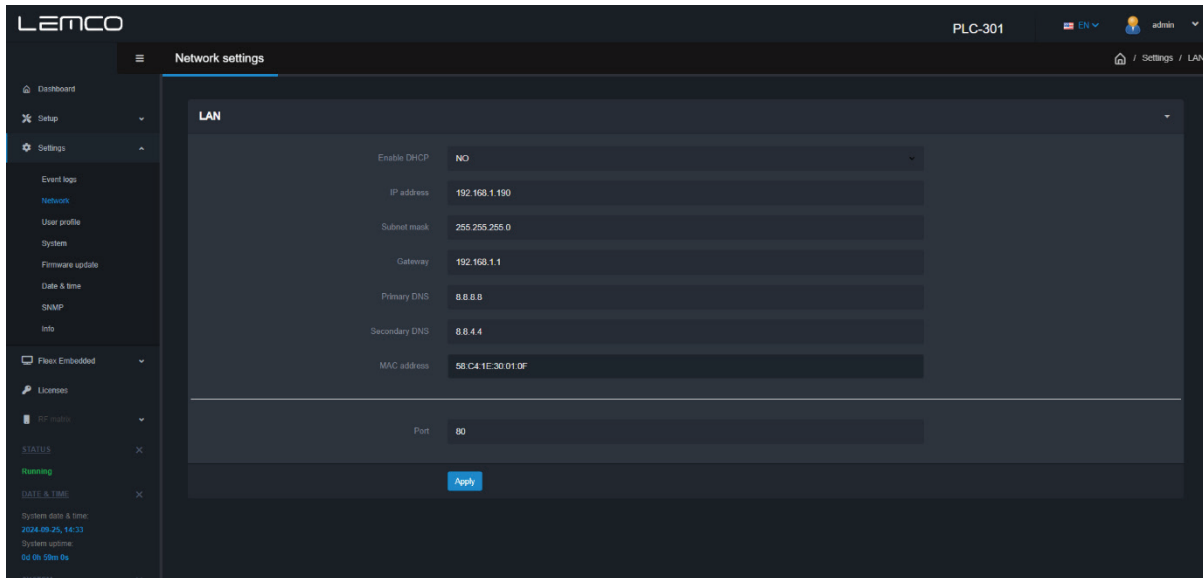 LEMCO
PLC-301
EN
admin
Network settings
/ Settings / LAN
Dashboard
Setup
Settings
Event logs
Network
User profile
System
Firmware update
Date & time
SNMP
Info
Fleex Embedded
Licenses
RF matrix
STATUS
Running
DATE & TIME
System date & time:
2024-09-25, 14:33
System uptime:
0d 0h 59m 0s
LAN
Enable DHCP NO
IP address 192.168.1.190
Subnet mask 255.255.255.0
Gateway 192.168.1.1
Primary DNS 8.8.8.8
Secondary DNS 8.8.4.4
MAC address 58:C4:1E:30:01:0F
Port 80
Apply